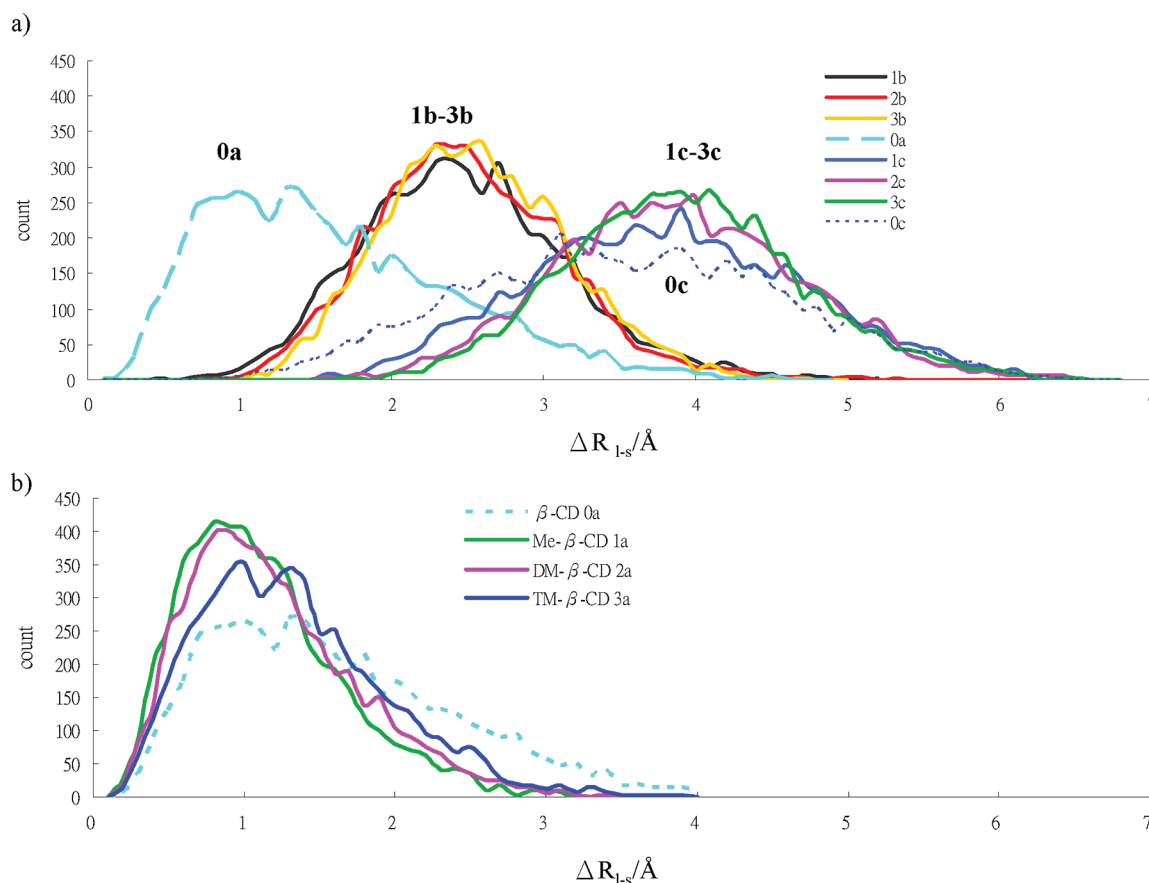 a)
450
400
350
300
250
200
150
100
50
0
count
0a
1b-3b
1c-3c
0c
1b
2b
3b
0a
1c
2c
3c
0c
0 1 2 3 4 5 6 7
Δ R l-s/Å
b)
450
400
350
300
250
200
150
100
50
0
count
β-CD 0a
Me-β-CD 1a
DM-β-CD 2a
TM-β-CD 3a
0 1 2 3 4 5 6 7
Δ R l-s/Å